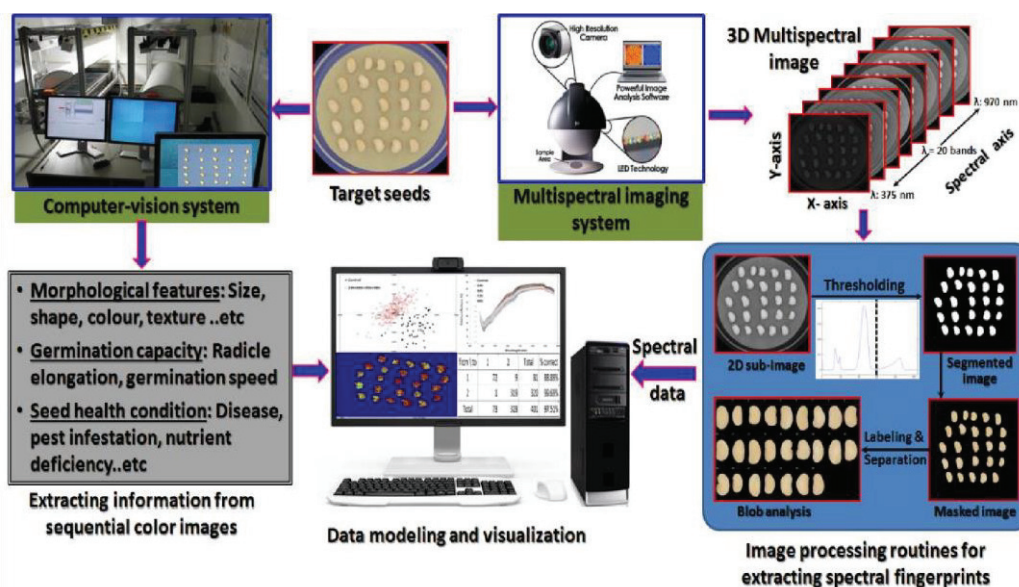 High Resolution
Camera
Powerful Image
Analysis Software
Sample
Area
LED Technology
3D Multispectral
image
λ: 970 nm
λ = 20 bands
Spectral axis
λ: 375 nm
Y-axis
X- axis
Computer-vision system
Target seeds
Multispectral imaging
system
• Morphological features: Size,
shape, colour, texture ..etc
• Germination capacity: Radicle
elongation, germination speed
• Seed health condition: Disease,
pest infestation, nutrient
deficiency..etc
Extracting information from
sequential color images
Total
% correct
Total
Data modeling and visualization
Spectral
data
Thresholding
2D sub-image
Segmented
image
Labeling &
Separation
Blob analysis
Masked image
Image processing routines for
extracting spectral fingerprints